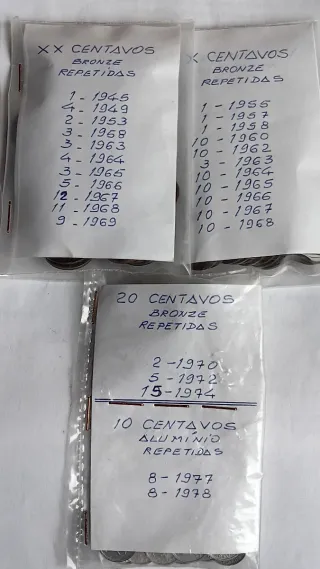 XX CENTAVOS
BRONZE
REPETIDAS
1 - 1945
4 - 1949
2 - 1953
3 - 1958
3 - 1963
4 - 1964
3 - 1965
5 - 1966
12 - 1967
11 - 1968
9 - 1969
X CENTAVOS
BRONZE
REPETIDAS
1 - 1955
1 - 1957
1 - 1958
10 - 1960
10 - 1962
3 - 1963
10 - 1964
10 - 1965
10 - 1966
10 - 1967
10 - 1968
20 CENTAVOS
BRONZE
REPETIDAS
2 - 1970
5 - 1972
15 - 1974
10 CENTAVOS
ALUMÍNIO
REPETIDAS
8 - 1977
8 - 1978